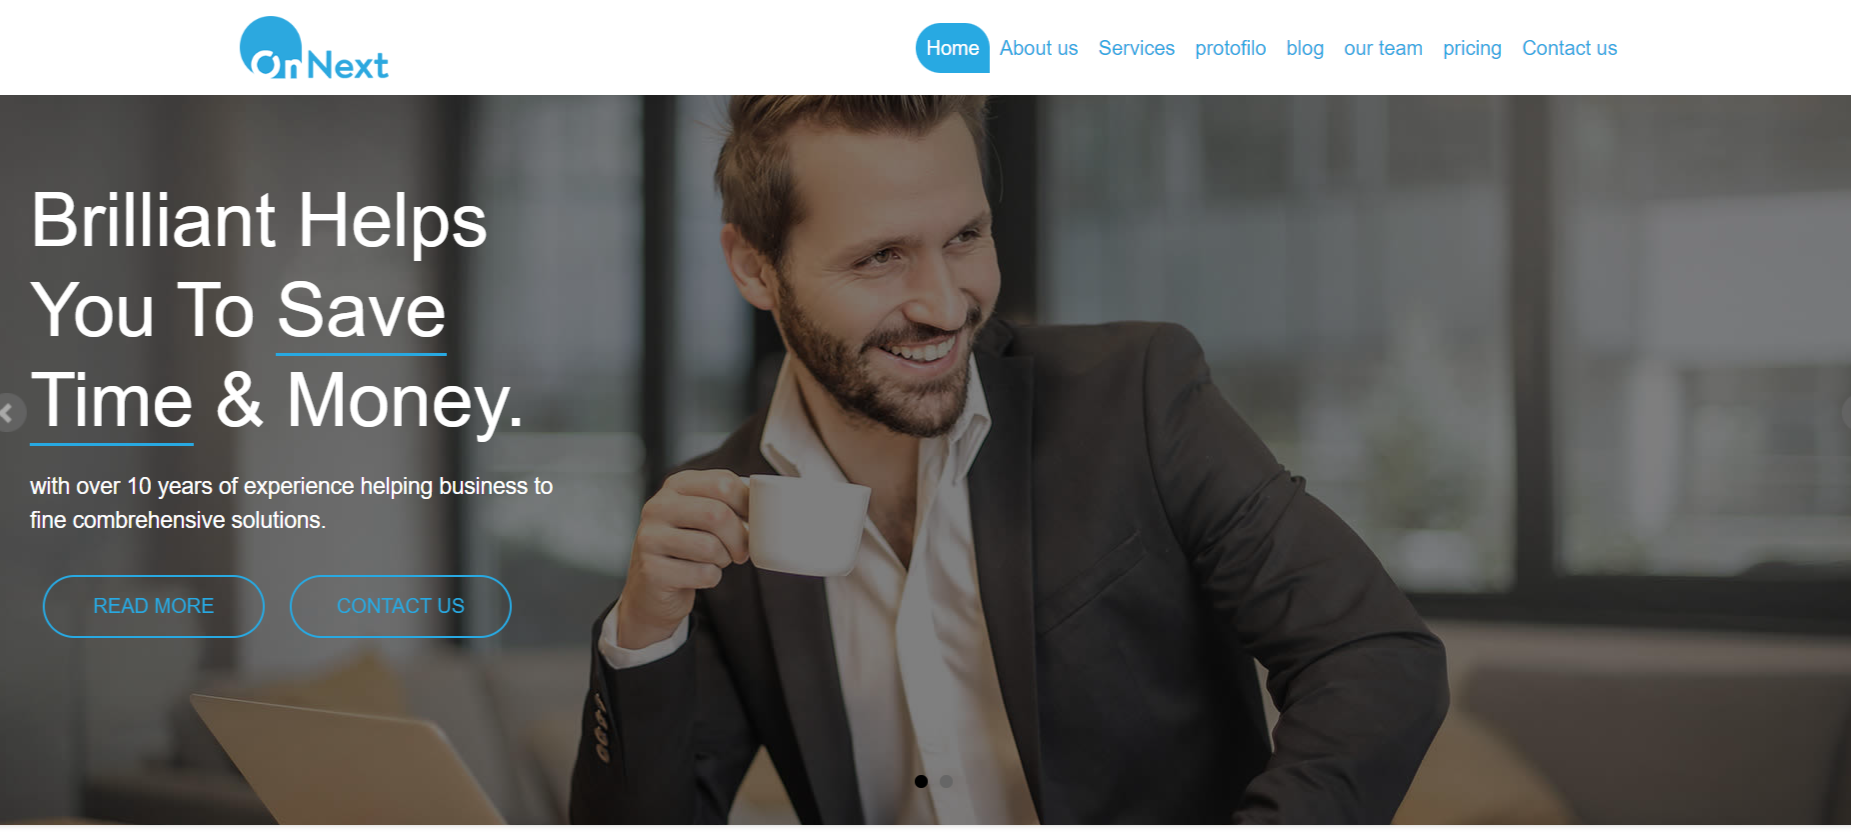 OnNext
Home About us Services protofilo blog our team pricing Contact us
Brilliant Helps
You To Save
Time & Money.
with over 10 years of experience helping business to
fine combrehensive solutions.
READ MORE CONTACT US